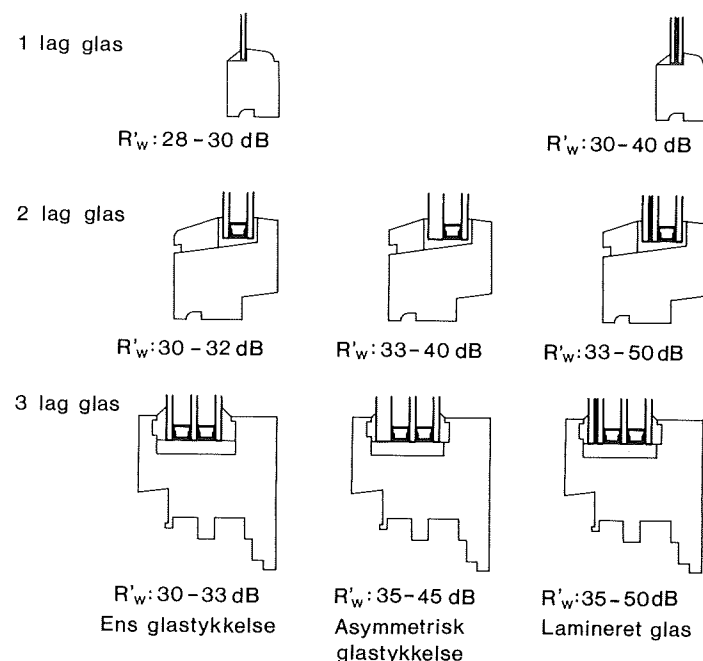 1 lag glas
R'w: 28-30 dB
R'w: 30-40 dB
2 lag glas
R'w: 30-32 dB
R'w: 33-40 dB
R'w: 33-50 dB
3 lag glas
R'w: 30-33 dB
R'w: 35-45 dB
R'w: 35-50 dB
Ens glastykkelse
Asymmetrisk
glastykkelse
Lamineret glas